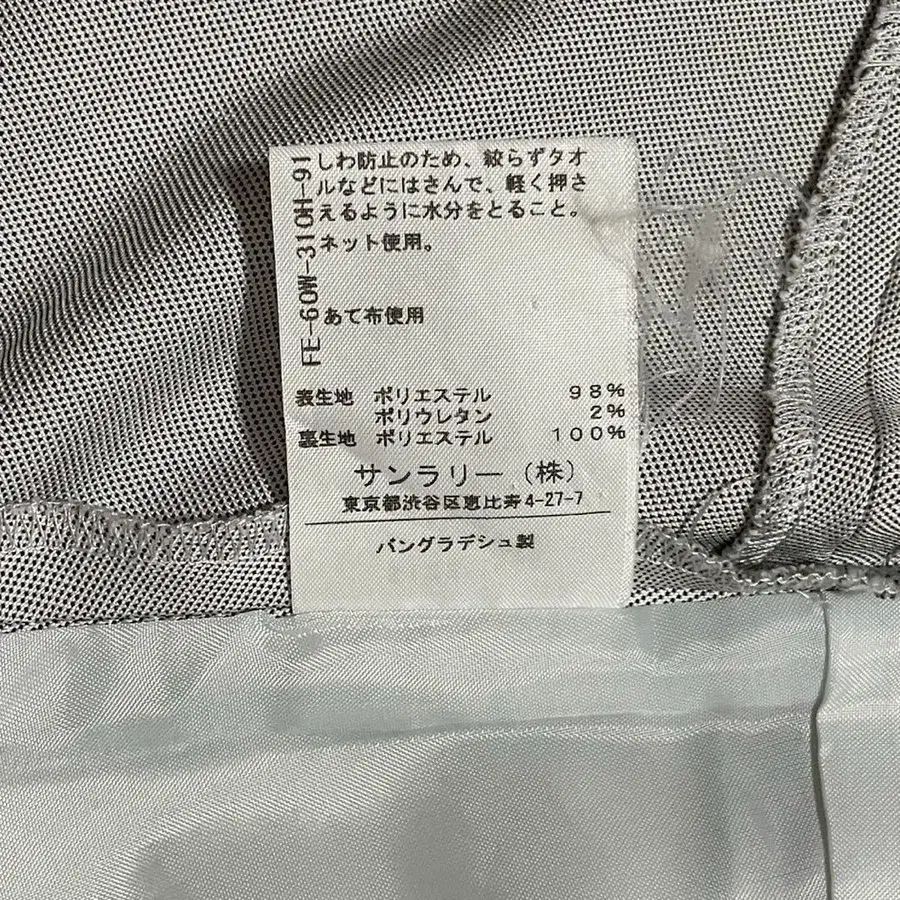 FE-60W-310H-91
しわ防止のため、絞らずタオ
ルなどにはさんで、軽く押さ
えるように水分をとること。
ネット使用。
あて布使用
表生地 ポリエステル 98%
ポリウレタン 2%
裏生地 ポリエステル 100%
サンラリー(株)
東京都渋谷区恵比寿4-27-7
バングラデシュ製